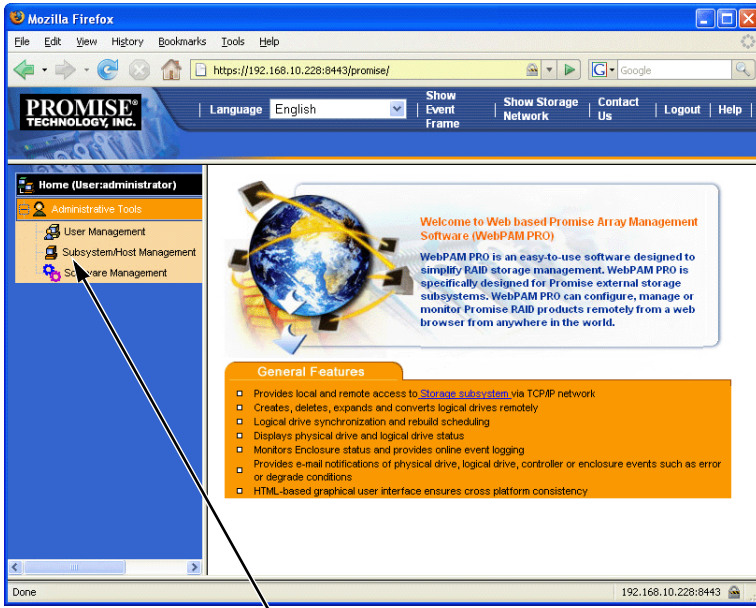 Mozilla Firefox
File Edit View History Bookmarks Tools Help
https://192.168.10.228:8443/promise/
G Google
PROMISE®
TECHNOLOGY, INC.
| Language English | Show Event Frame | Show Storage Network | Contact Us | Logout | Help |
Home (User:administrator)
Administrative Tools
User Management
Subsystem/Host Management
Software Management
Welcome to Web based Promise Array Management
Software (WebPAM PRO)
WebPAM PRO is an easy-to-use software designed to
simplify RAID storage management. WebPAM PRO is
specifically designed for Promise external storage
subsystems. WebPAM PRO can configure, manage or
monitor Promise RAID products remotely from a web
browser from anywhere in the world.
General Features
Provides local and remote access to Storage subsystem via TCP/IP network
Creates, deletes, expands and converts logical drives remotely
Logical drive synchronization and rebuild scheduling
Displays physical drive and logical drive status
Monitors Enclosure status and provides online event logging
Provides e-mail notifications of physical drive, logical drive, controller or enclosure events such as error
or degrade conditions
HTML-based graphical user interface ensures cross platform consistency
Done
192.168.10.228:8443